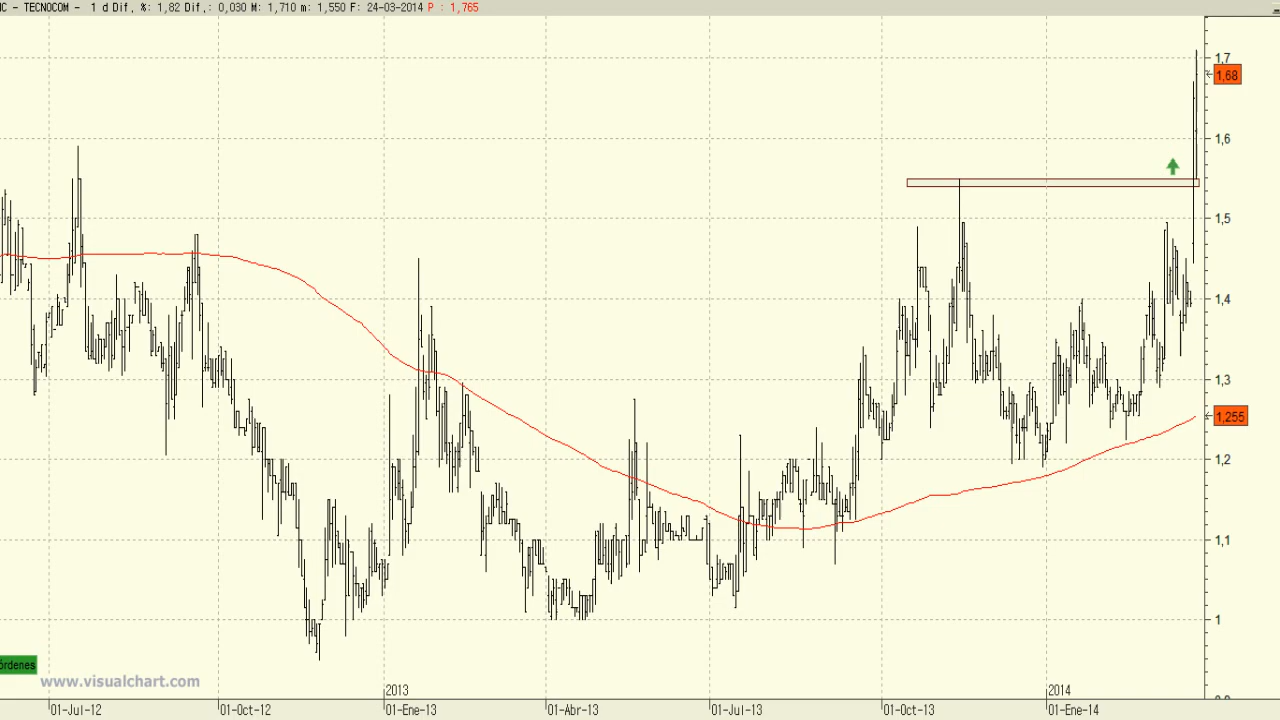 C - TECNOCOM - 1 d Dif, %: 1,82 Dif,: 0,030 M: 1,710 m: 1,550 F: 24-03-2014 P : 1,765
1,7
1,68
1,6
1,5
1,4
1,3
1,255
1,2
1,1
1
órdenes
www.visualchart.com
2013
2014
01-Jul-12
01-Oct-12
01-Ene-13
01-Abr-13
01-Jul-13
01-Oct-13
01-Ene-14